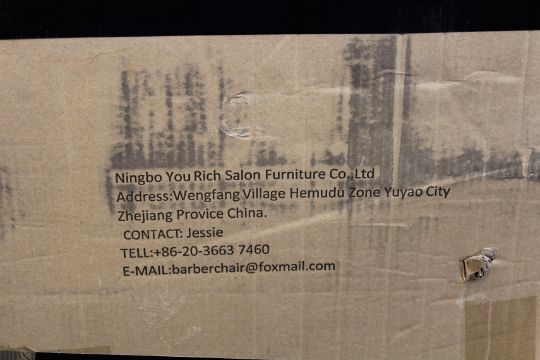 Ningbo You Rich Salon Furniture Co.,Ltd
Address:Wengfang Village Hemudu Zone Yuyao City
Zhejiang Provice China.
CONTACT: Jessie
TELL:+86-20-3663 7460
E-MAIL:barberchair@foxmail.com